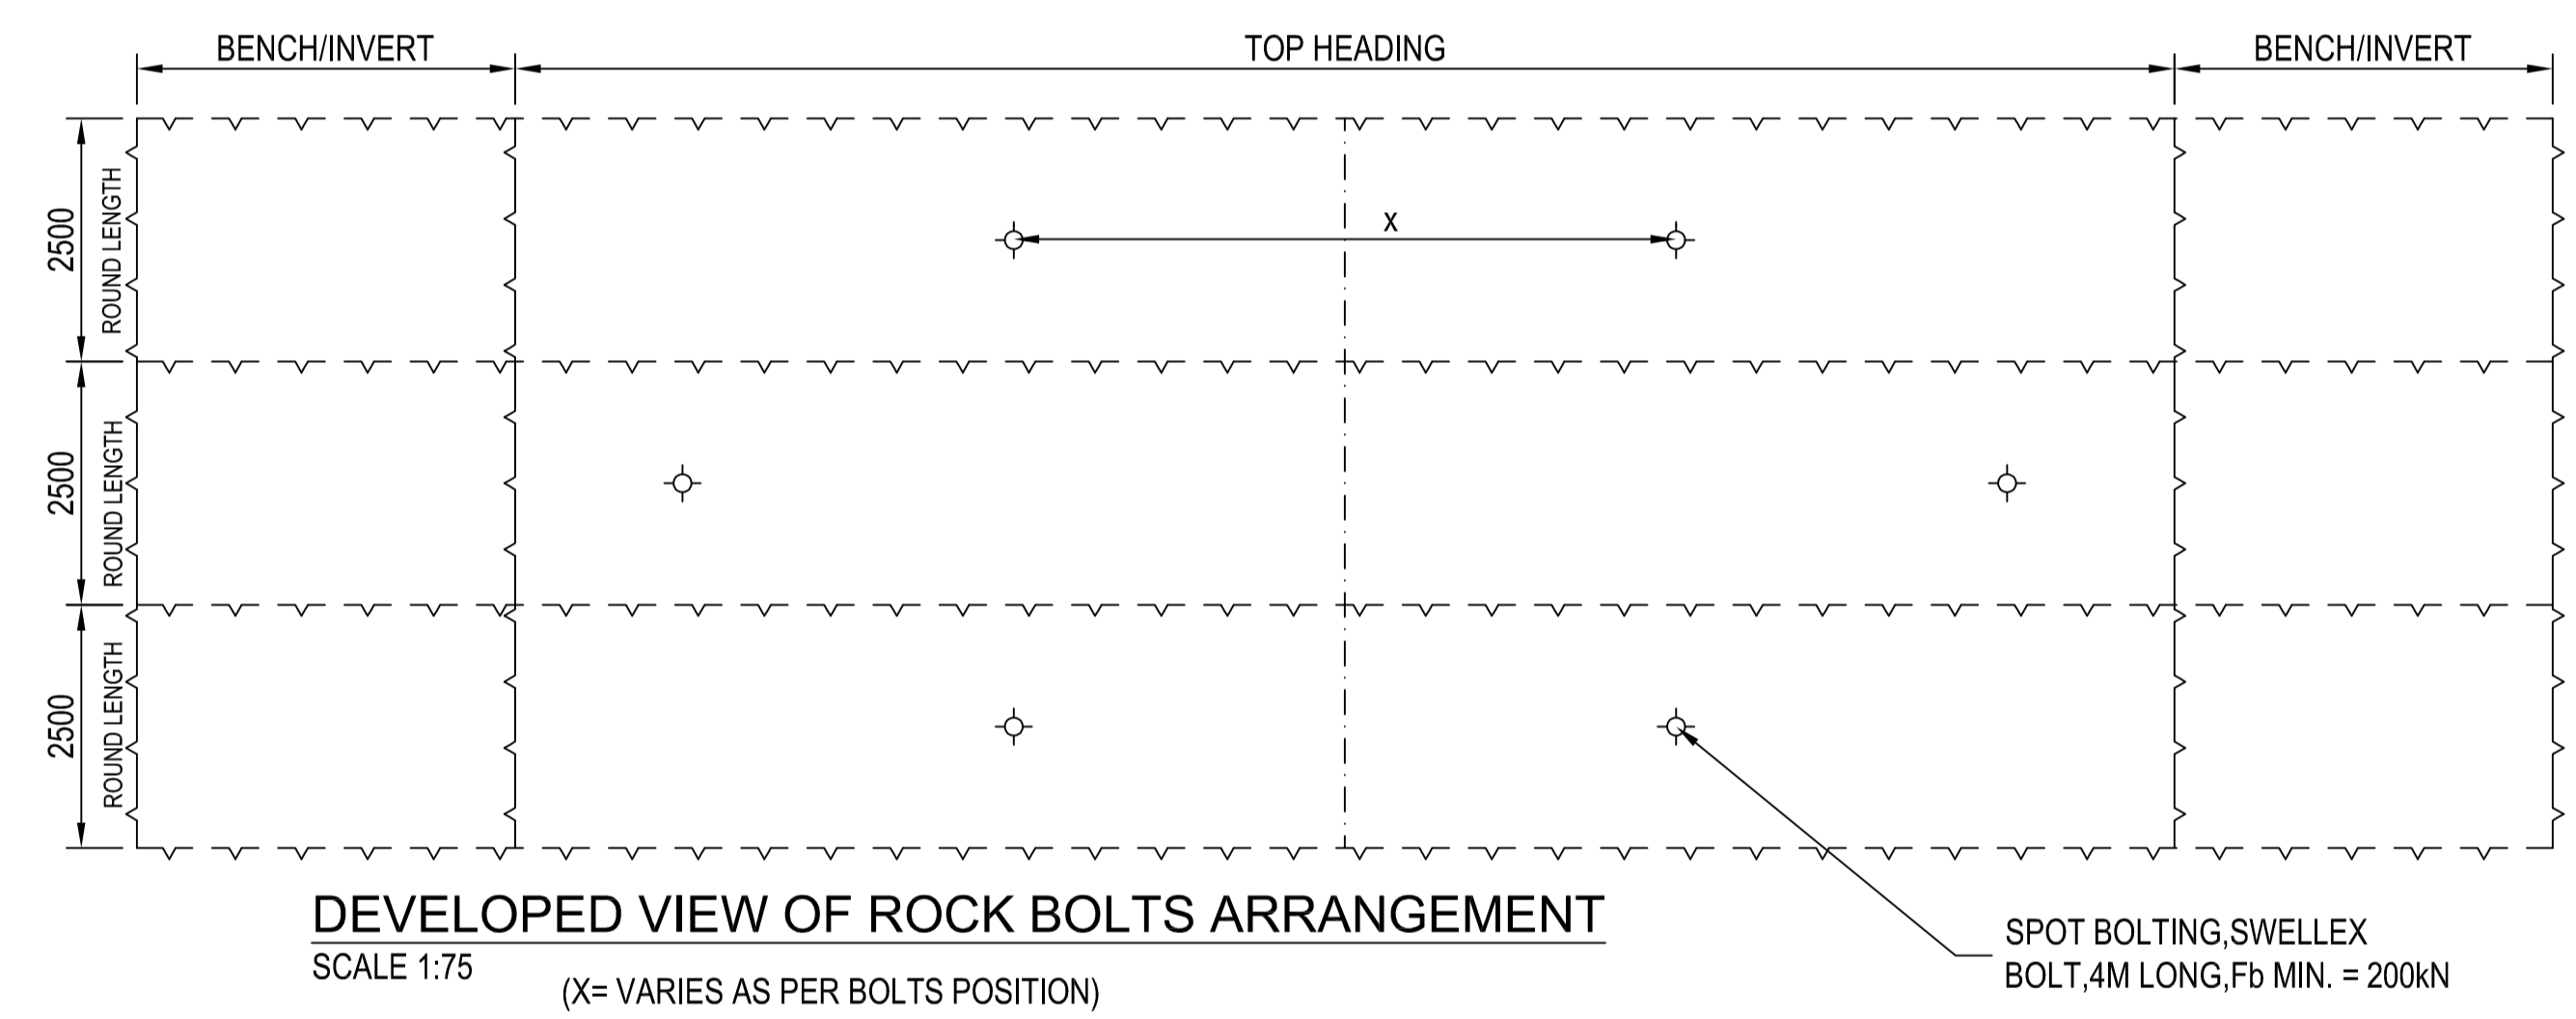 BENCH/INVERT
TOP HEADING
BENCH/INVERT
2500
ROUND LENGTH
X
2500
ROUND LENGTH
2500
ROUND LENGTH
DEVELOPED VIEW OF ROCK BOLTS ARRANGEMENT
SCALE 1:75
(X= VARIES AS PER BOLTS POSITION)
SPOT BOLTING,SWELLEX
BOLT,4M LONG,Fb MIN. = 200kN